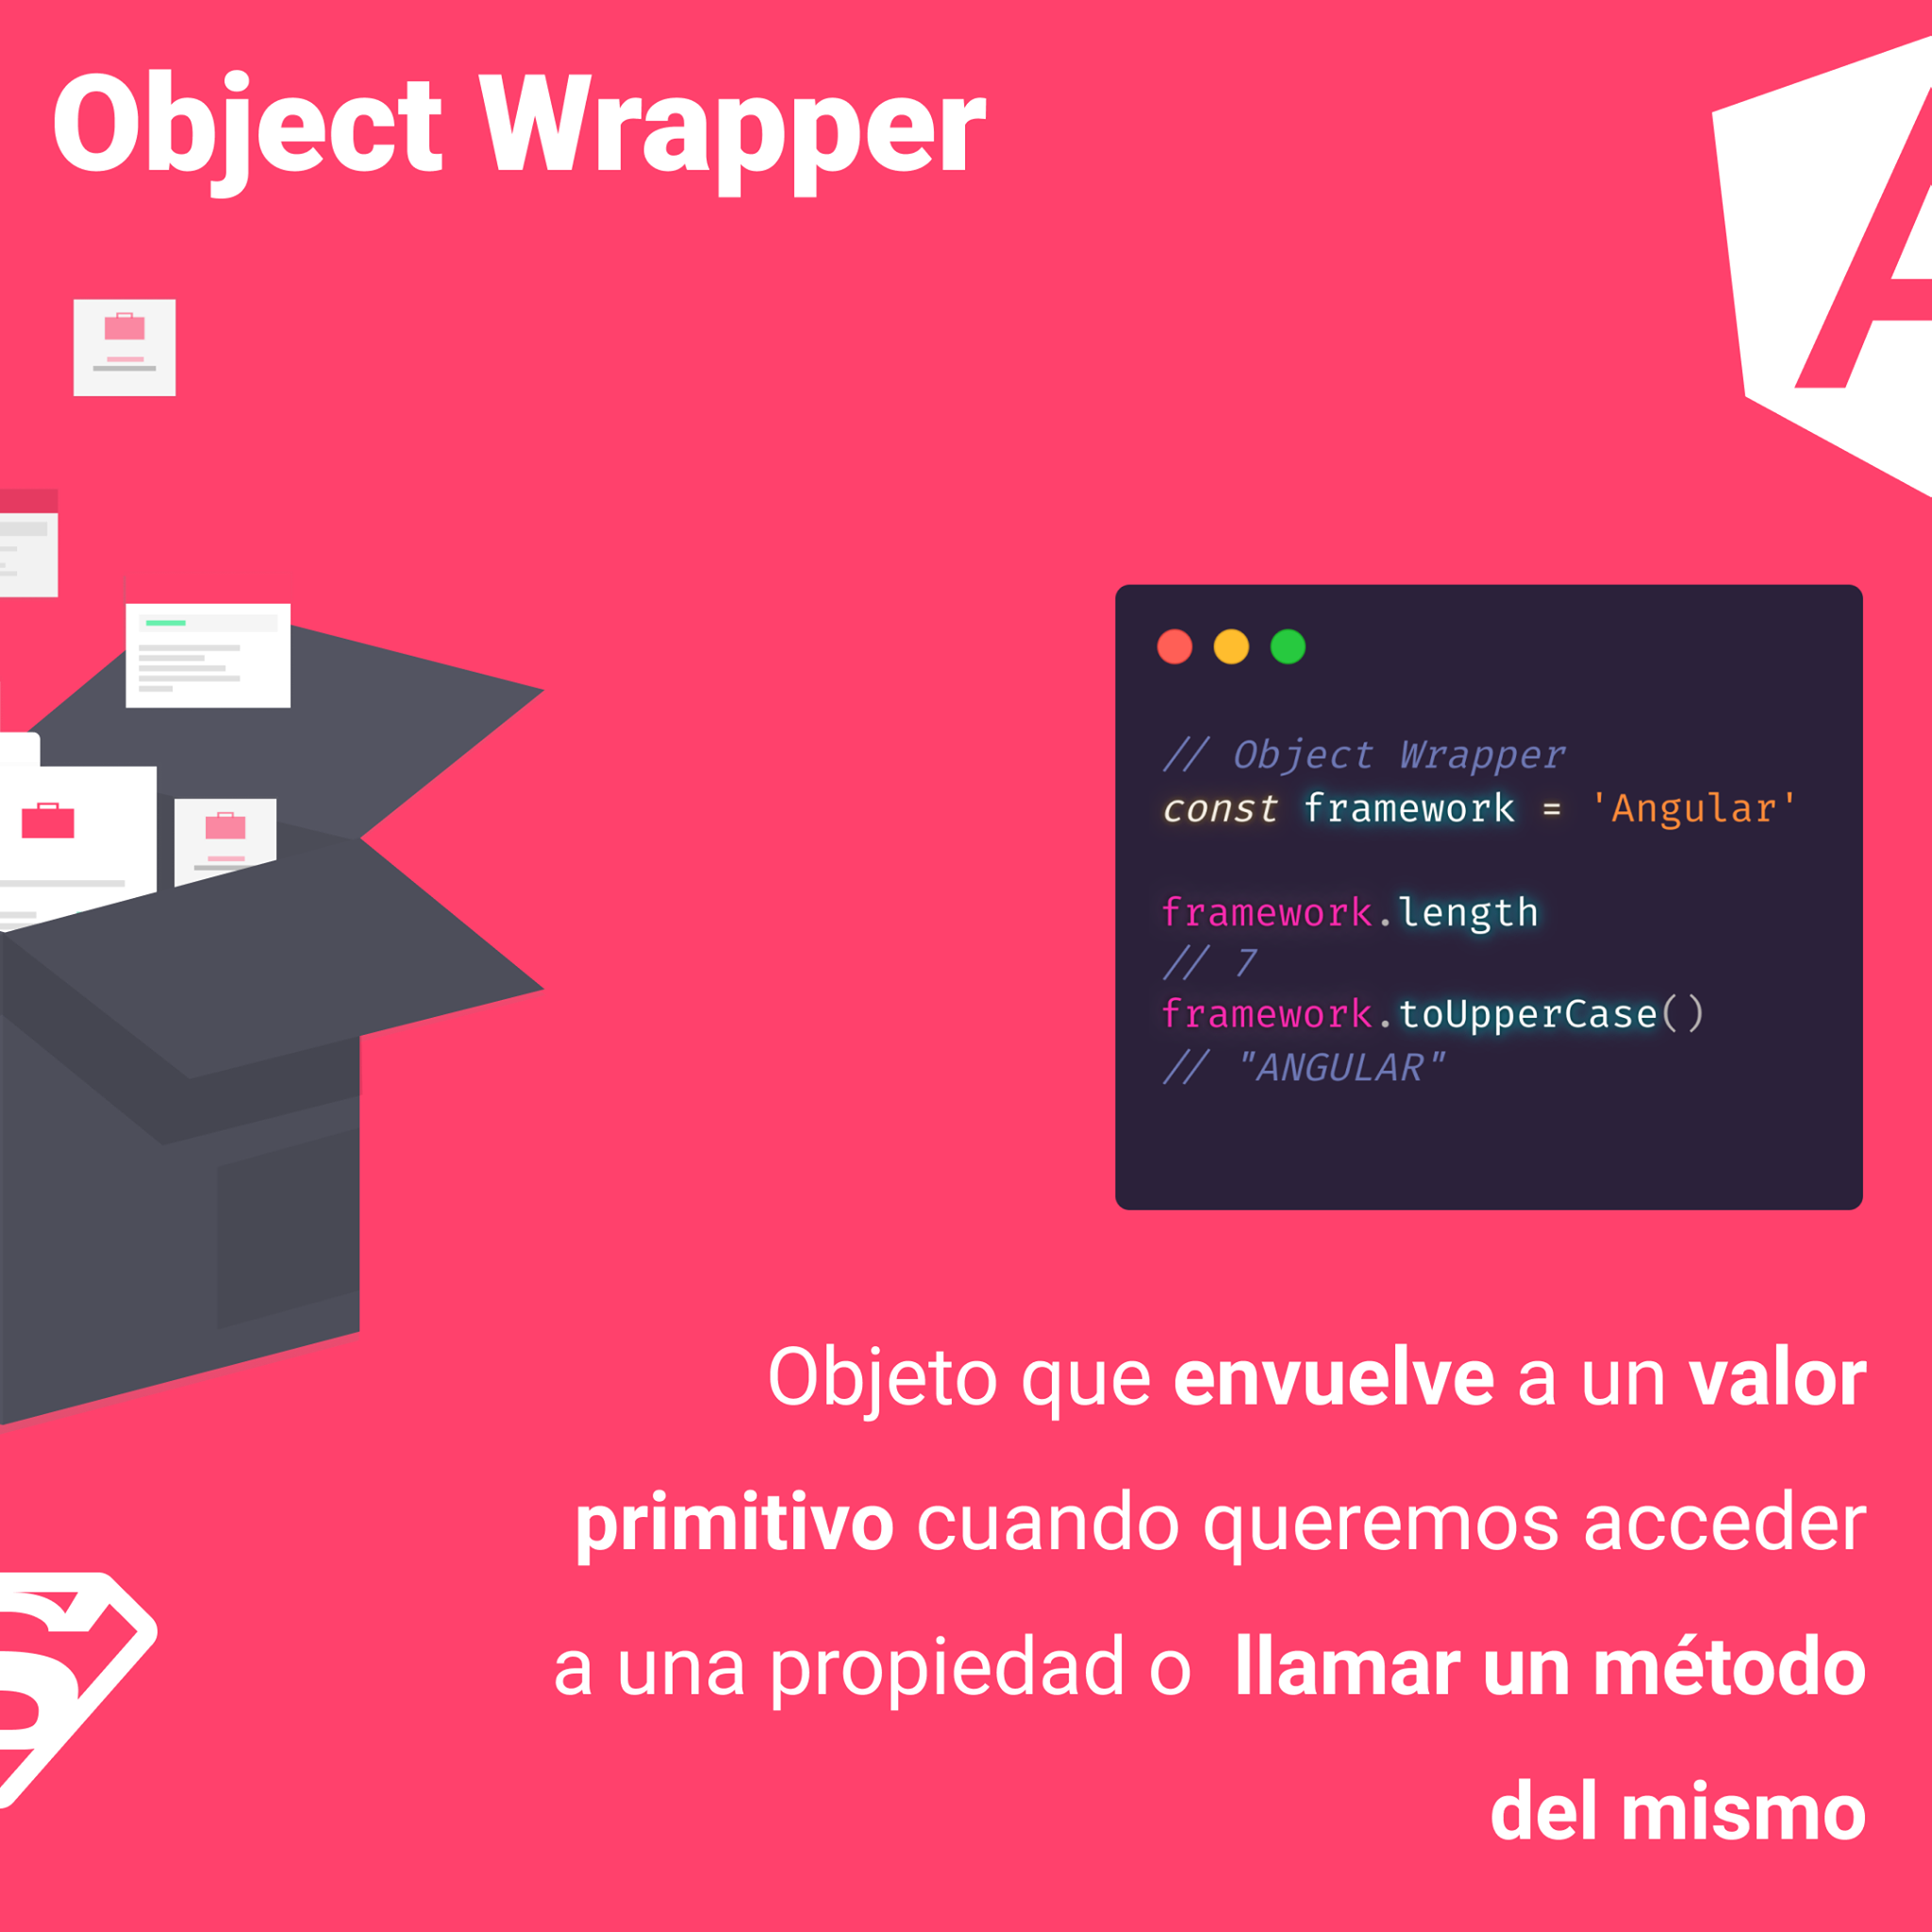 Object Wrapper
A
// Object Wrapper
const framework = 'Angular'
framework.length
// 7
framework.toUpperCase()
// "ANGULAR"
Objeto que envuelve a un valor
primitivo cuando queremos acceder
a una propiedad o llamar un método
del mismo
S